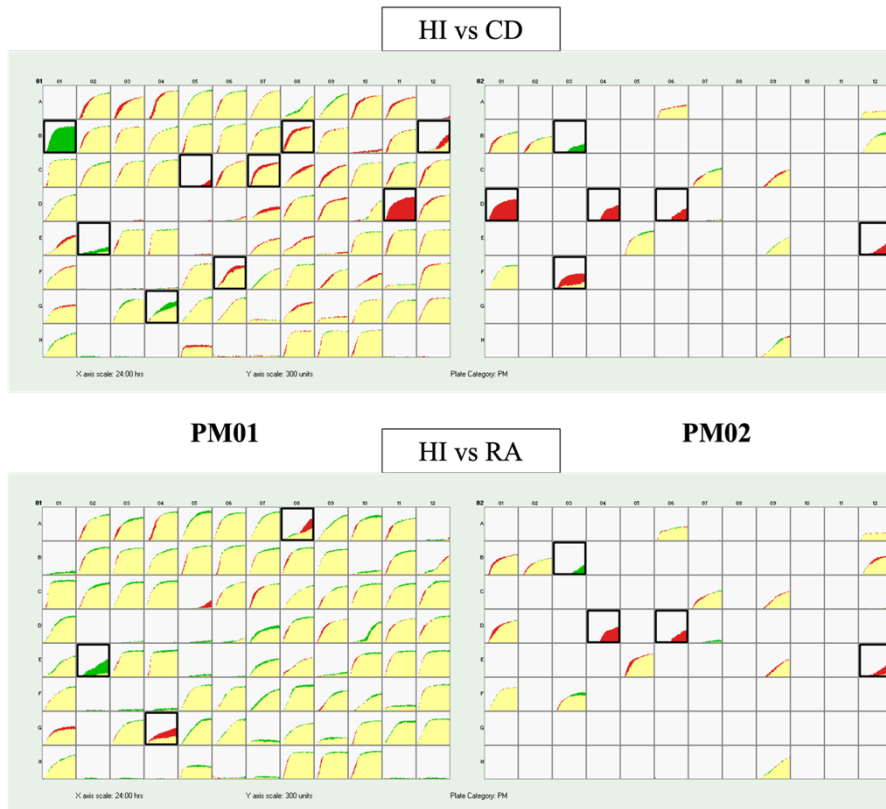 HI vs CD
01 01 02 03 04 05 06 07 08 09 10 11 12 02 01 02 03 04 05 06 07 08 09 10 11 12
A A
B B
C C
D D
E E
F F
G G
H H
X axis scale: 24:00 hrs Y axis scale: 300 units Plate Category: PM
PM01 PM02
HI vs RA
01 01 02 03 04 05 06 07 08 09 10 11 12 02 01 02 03 04 05 06 07 08 09 10 11 12
A A
B B
C C
D D
E E
F F
G G
H H
X axis scale: 24:00 hrs Y axis scale: 300 units Plate Category: PM